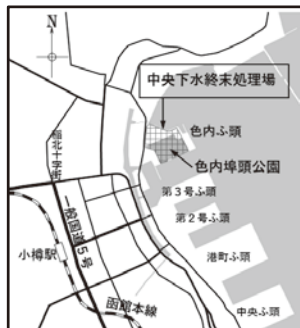 N
中央下水終末処理場
色内ふ頭
色内埠頭公園
稲北十字街
第3号ふ頭
第2号ふ頭
一般国道5号
小樽駅
港町ふ頭
函館本線
中央ふ頭